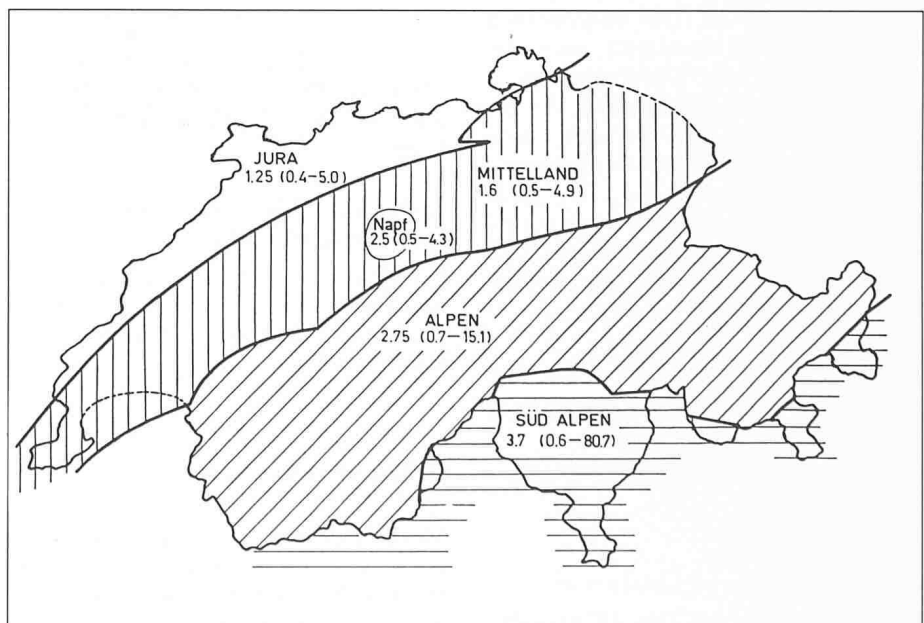 JURA
1.25 (0.4–5.0)
MITTELLAND
1.6 (0.5–4.9)
Napf
2.5 (0.5–4.3)
ALPEN
2.75 (0.7–15.1)
SÜD ALPEN
3.7 (0.6–80.7)